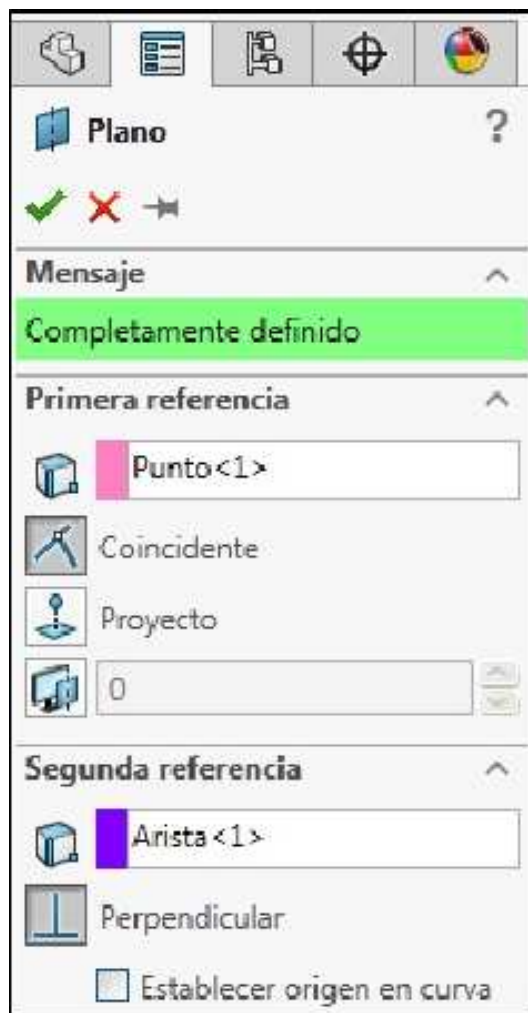 Plano ?
Mensaje
Completamente definido
Primera referencia
Punto<1>
Coincidente
Proyecto
0
Segunda referencia
Arista<1>
Perpendicular
Establecer origen en curva